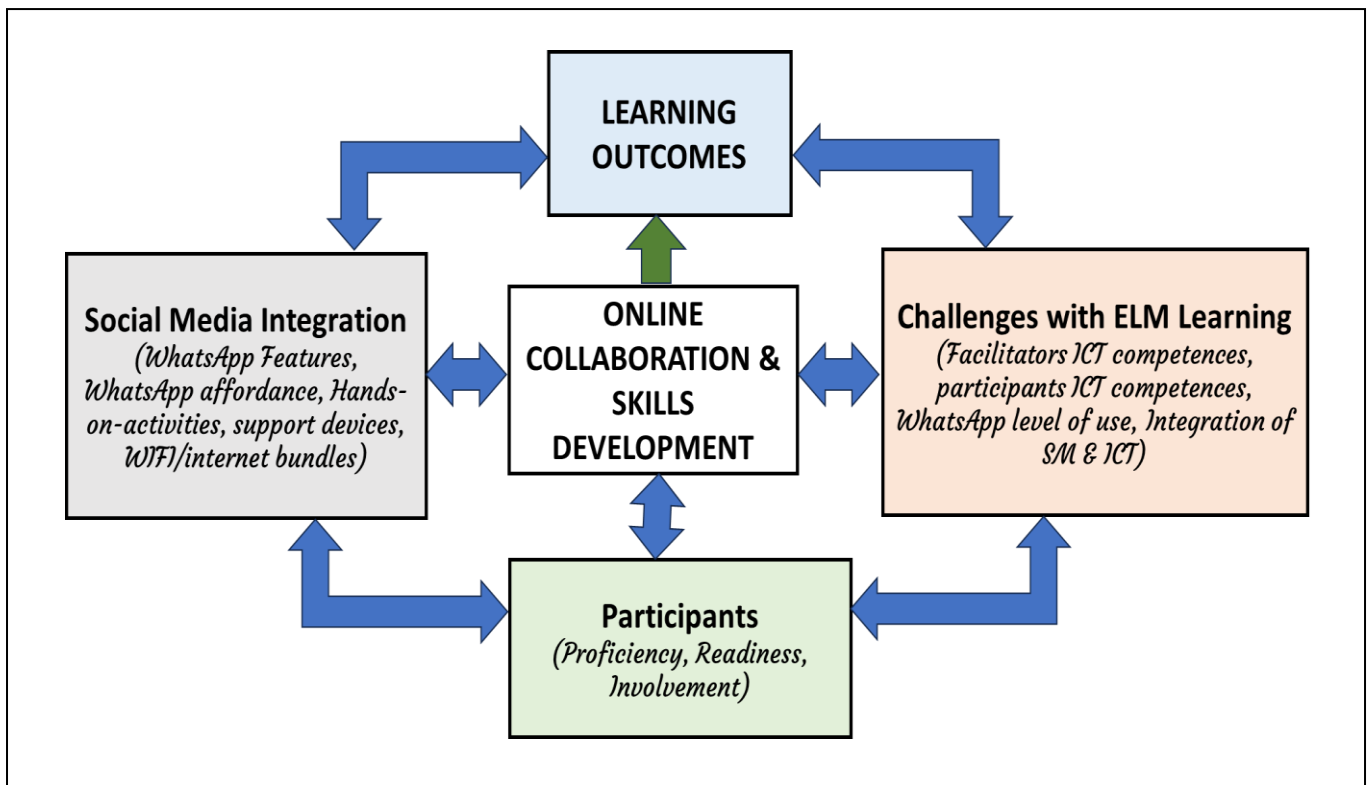 LEARNING
OUTCOMES
Social Media Integration
(WhatsApp Features,
WhatsApp affordance, Hands-
on-activities, support devices,
WIFI/internet bundles)
ONLINE
COLLABORATION &
SKILLS
DEVELOPMENT
Challenges with ELM Learning
(Facilitators ICT competences,
participants ICT competences,
WhatsApp level of use, Integration of
SM & ICT)
Participants
(Proficiency, Readiness,
Involvement)